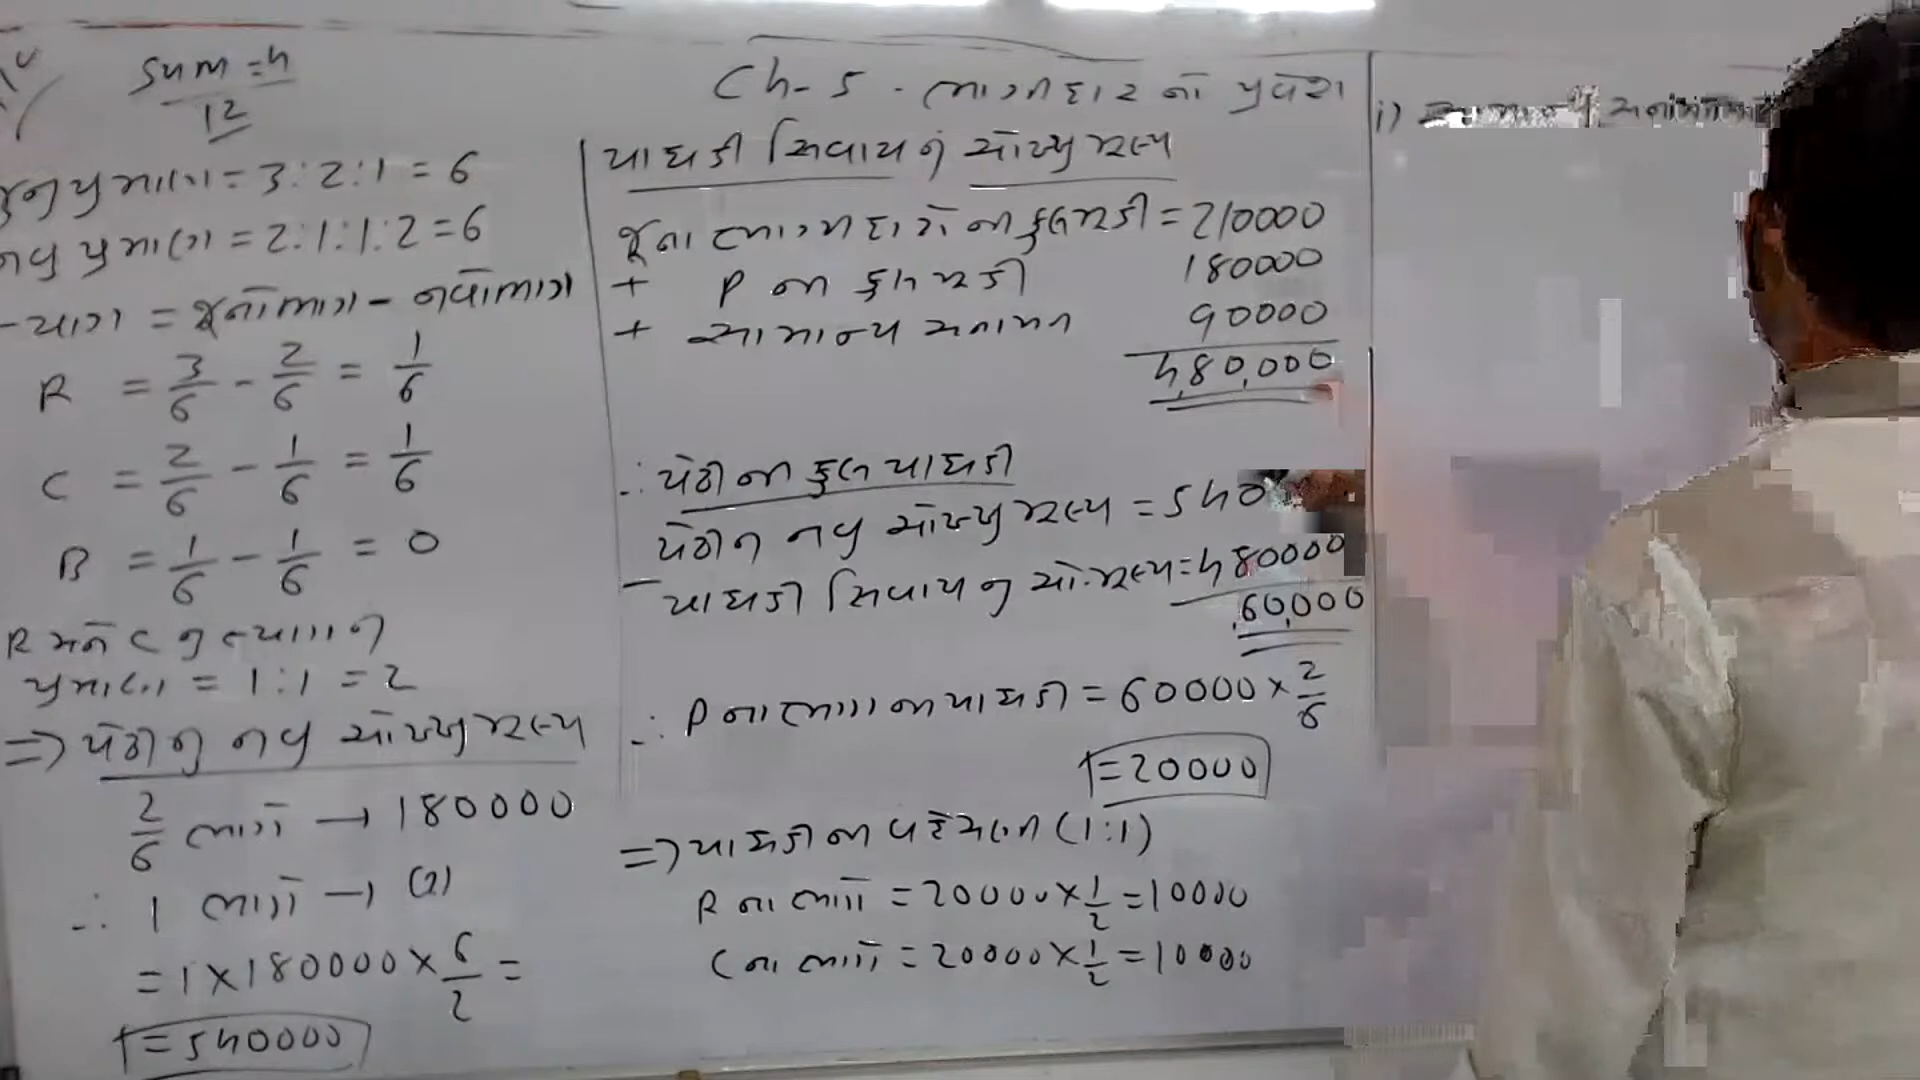 Sum = 4
12
Ch-5 . ભાગીદારનો પ્રવેશ
જુનુ પ્રમાણ = 3:2:1 = 6
નવુ પ્રમાણ = 2:1:1:2 = 6
ત્યાગ = જૂનોભાગ - નવોભાગ
R = 3/6 - 2/6 = 1/6
C = 2/6 - 1/6 = 1/6
B = 1/6 - 1/6 = 0
R અને C નુ ત્યાગનુ
પ્રમાણ = 1:1 = 2
⇒ પેઢીનુ નવુ ચોખ્ખુ મૂલ્ય
2/6 ભાગે → 180000
∴ 1 ભાગે → (?)
= 1 × 180000 × 6/2 =
= 540000
પાઘડી સિવાયનુ ચોખ્ખુ મૂલ્ય
જૂના ભાગીદારોની કુલ મૂડી = 210000
+ P ની કુલ મૂડી 180000
+ સામાન્ય અનામત 90000
4,80,000
∴ પેઢીની કુલ પાઘડી
પેઢીનુ નવુ ચોખ્ખુ મૂલ્ય = 540
- પાઘડી સિવાયનુ ચો.મૂલ્ય = 480000
60,000
∴ P ના ભાગની પાઘડી = 60000 × 2/6
= 20000
⇒ પાઘડીની વહેંચણી (1:1)
R ના ભાગે = 20000 × 1/2 = 10000
C ના ભાગે = 20000 × 1/2 = 10000
i)